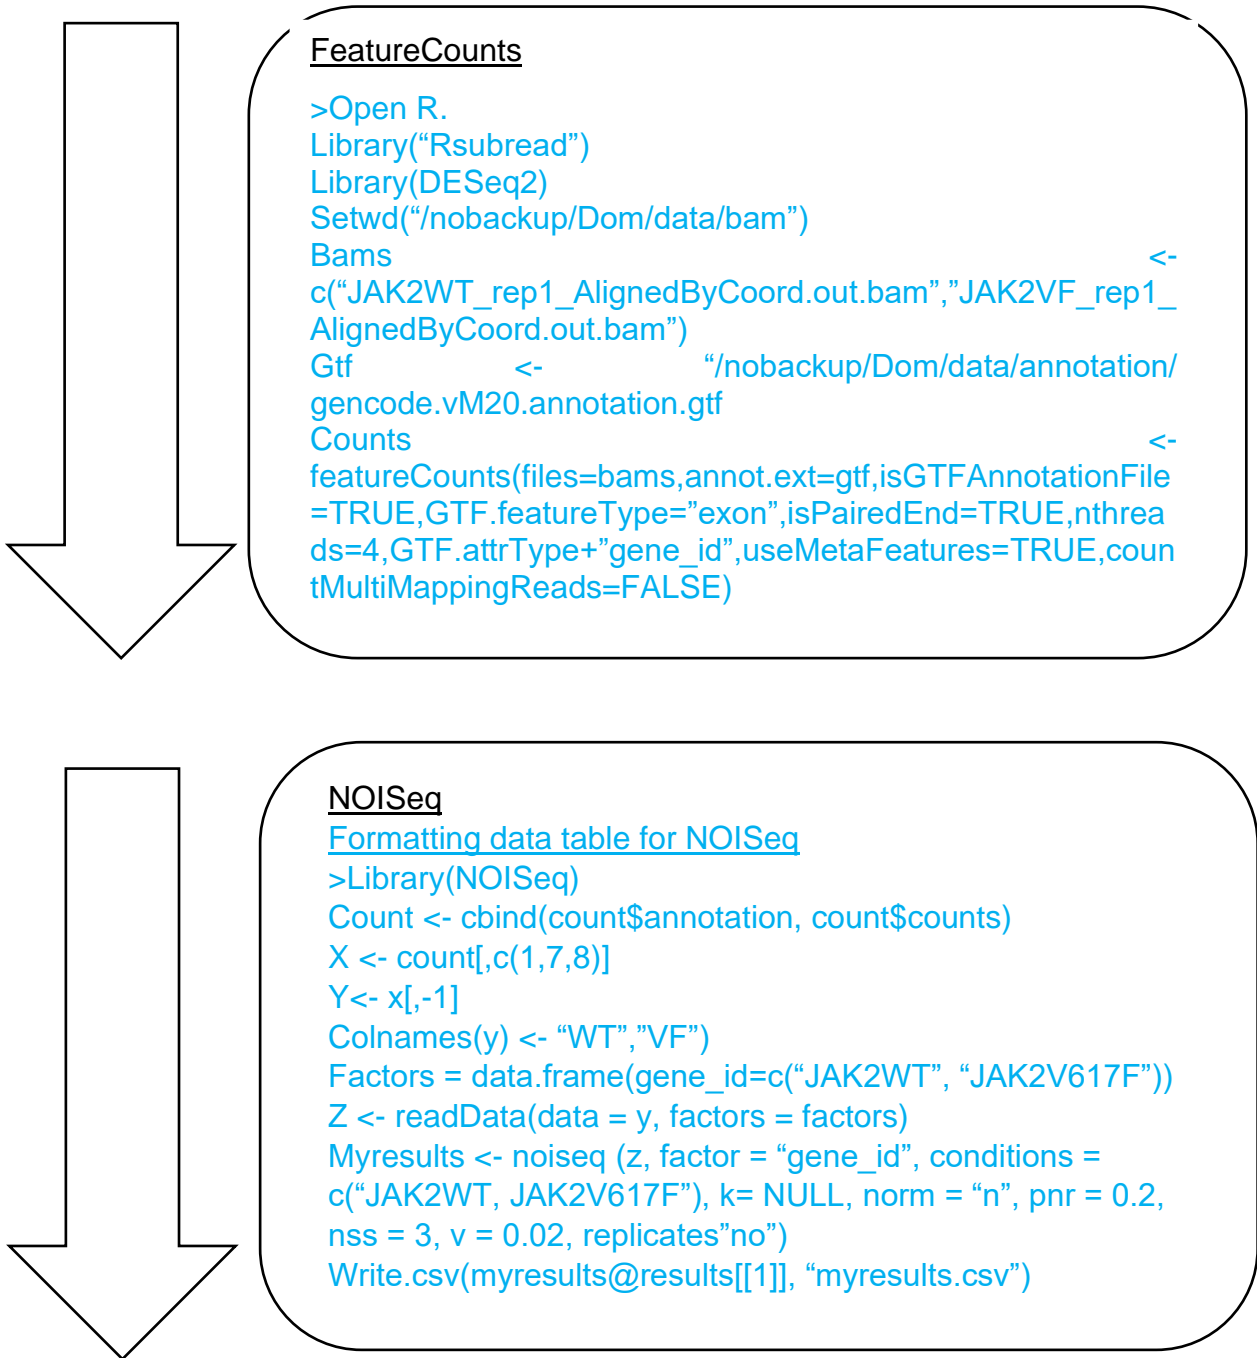 FeatureCounts
>Open R.
Library(“Rsubread”)
Library(DESeq2)
Setwd(“/nobackup/Dom/data/bam”)
Bams <-
c(“JAK2WT_rep1_AlignedByCoord.out.bam”,”JAK2VF_rep1_
AlignedByCoord.out.bam”)
Gtf <- “/nobackup/Dom/data/annotation/
gencode.vM20.annotation.gtf
Counts <-
featureCounts(files=bams,annot.ext=gtf,isGTFAnnotationFile
=TRUE,GTF.featureType=”exon”,isPairedEnd=TRUE,nthrea
ds=4,GTF.attrType+”gene_id”,useMetaFeatures=TRUE,coun
tMultiMappingReads=FALSE)
NOISeq
Formatting data table for NOISeq
>Library(NOISeq)
Count <- cbind(count$annotation, count$counts)
X <- count[,c(1,7,8)]
Y<- x[,-1]
Colnames(y) <- “WT”,”VF”)
Factors = data.frame(gene_id=c(“JAK2WT”, “JAK2V617F”))
Z <- readData(data = y, factors = factors)
Myresults <- noiseq (z, factor = “gene_id”, conditions =
c(“JAK2WT, JAK2V617F”), k= NULL, norm = “n”, pnr = 0.2,
nss = 3, v = 0.02, replicates”no”)
Write.csv(myresults@results[[1]], “myresults.csv”)